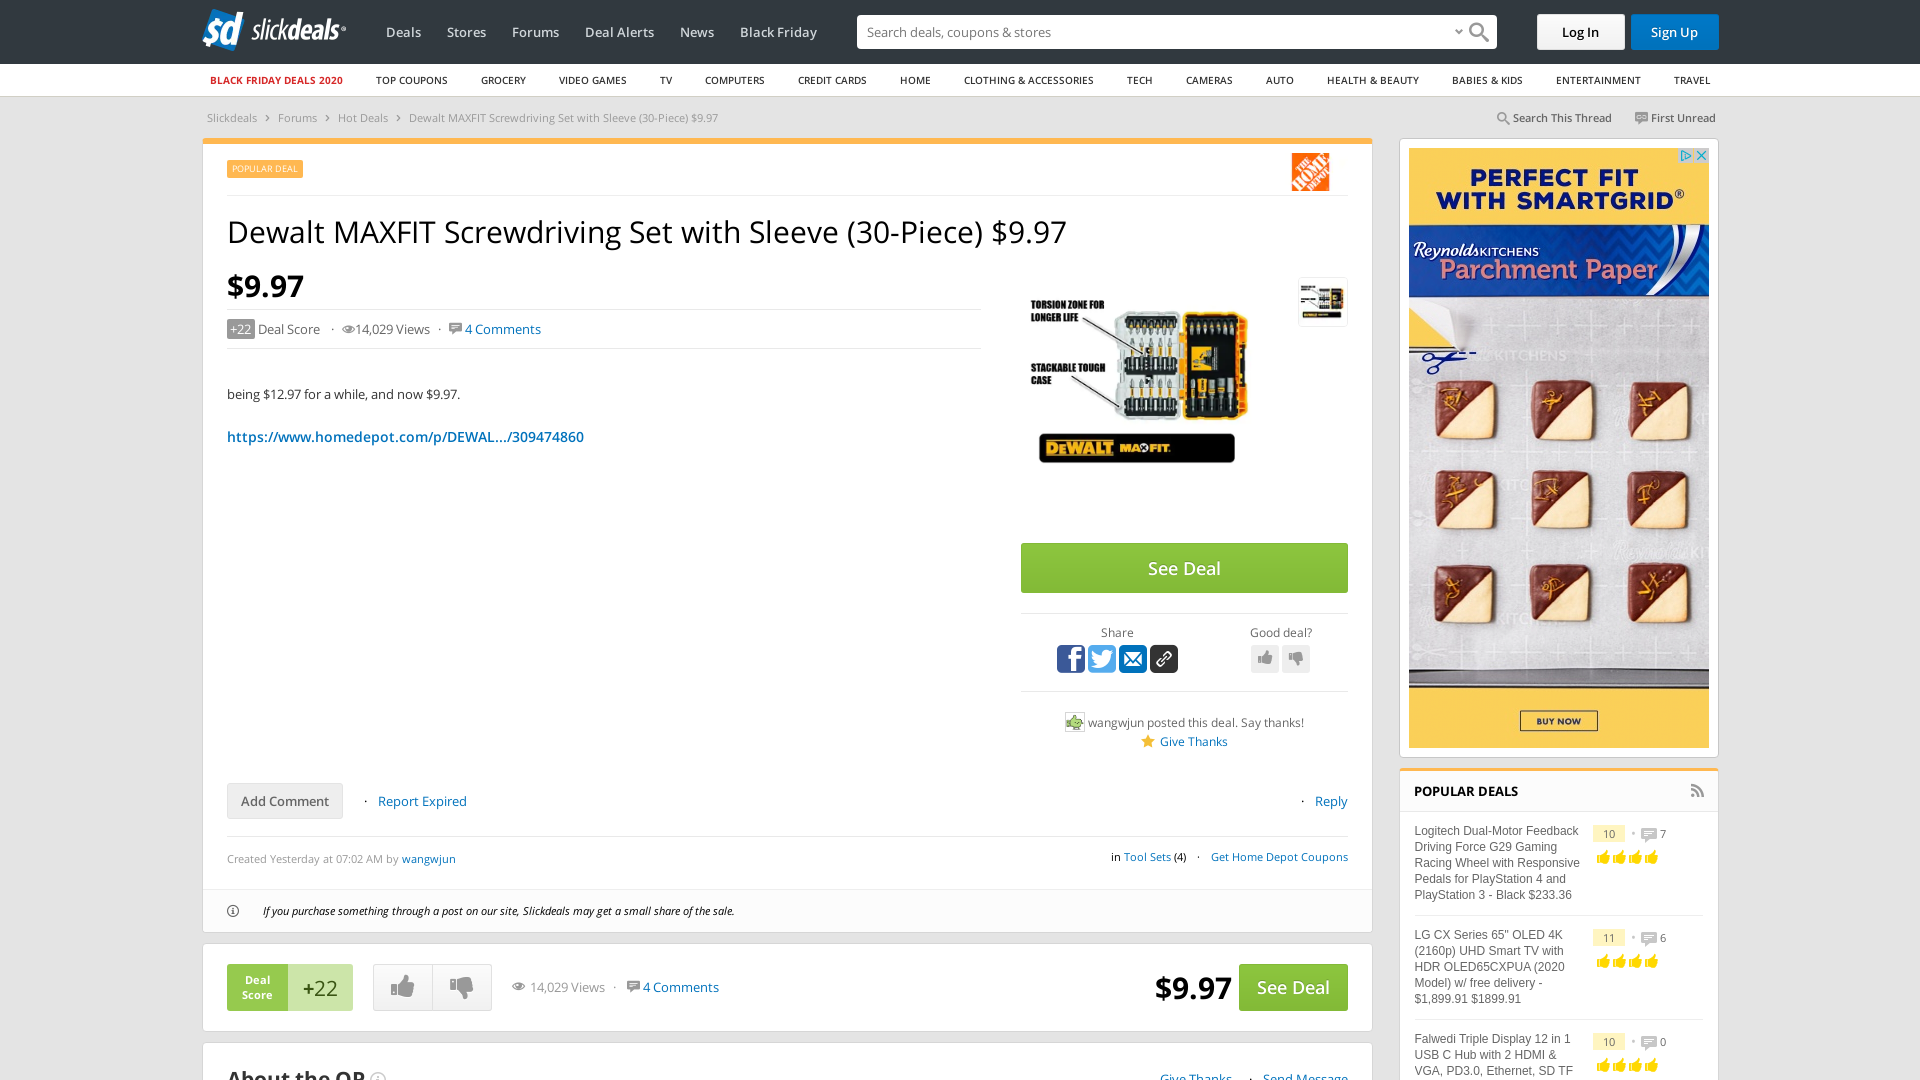 slickdeals
Deals Stores Forums Deal Alerts News Black Friday
Search deals, coupons & stores
Log In
Sign Up
BLACK FRIDAY DEALS 2020 TOP COUPONS GROCERY VIDEO GAMES TV COMPUTERS CREDIT CARDS HOME CLOTHING & ACCESSORIES TECH CAMERAS AUTO HEALTH & BEAUTY BABIES & KIDS ENTERTAINMENT TRAVEL
Slickdeals › Forums › Hot Deals › Dewalt MAXFIT Screwdriving Set with Sleeve (30-Piece) $9.97
Search This Thread
First Unread
POPULAR DEAL
THE HOME DEPOT
Dewalt MAXFIT Screwdriving Set with Sleeve (30-Piece) $9.97
$9.97
+22 Deal Score · 14,029 Views · 4 Comments
being $12.97 for a while, and now $9.97.
https://www.homedepot.com/p/DEWAL.../309474860
TORSION ZONE FOR
LONGER LIFE
STACKABLE TOUGH
CASE
DEWALT MAXFIT
See Deal
Share
Good deal?
wangwjun posted this deal. Say thanks!
Give Thanks
Add Comment · Report Expired
· Reply
Created Yesterday at 07:02 AM by wangwjun
in Tool Sets (4) · Get Home Depot Coupons
If you purchase something through a post on our site, Slickdeals may get a small share of the sale.
Deal
Score
+22
14,029 Views · 4 Comments
$9.97
See Deal
About the OP
Give Thanks · Send Message
PERFECT FIT
WITH SMARTGRID®
Reynolds KITCHENS
Parchment Paper
BUY NOW
POPULAR DEALS
Logitech Dual-Motor Feedback
Driving Force G29 Gaming
Racing Wheel with Responsive
Pedals for PlayStation 4 and
PlayStation 3 - Black $233.36
10 • 7
LG CX Series 65" OLED 4K
(2160p) UHD Smart TV with
HDR OLED65CXPUA (2020
Model) w/ free delivery -
$1,899.91 $1899.91
11 • 6
Falwedi Triple Display 12 in 1
USB C Hub with 2 HDMI &
VGA, PD3.0, Ethernet, SD TF
10 • 0